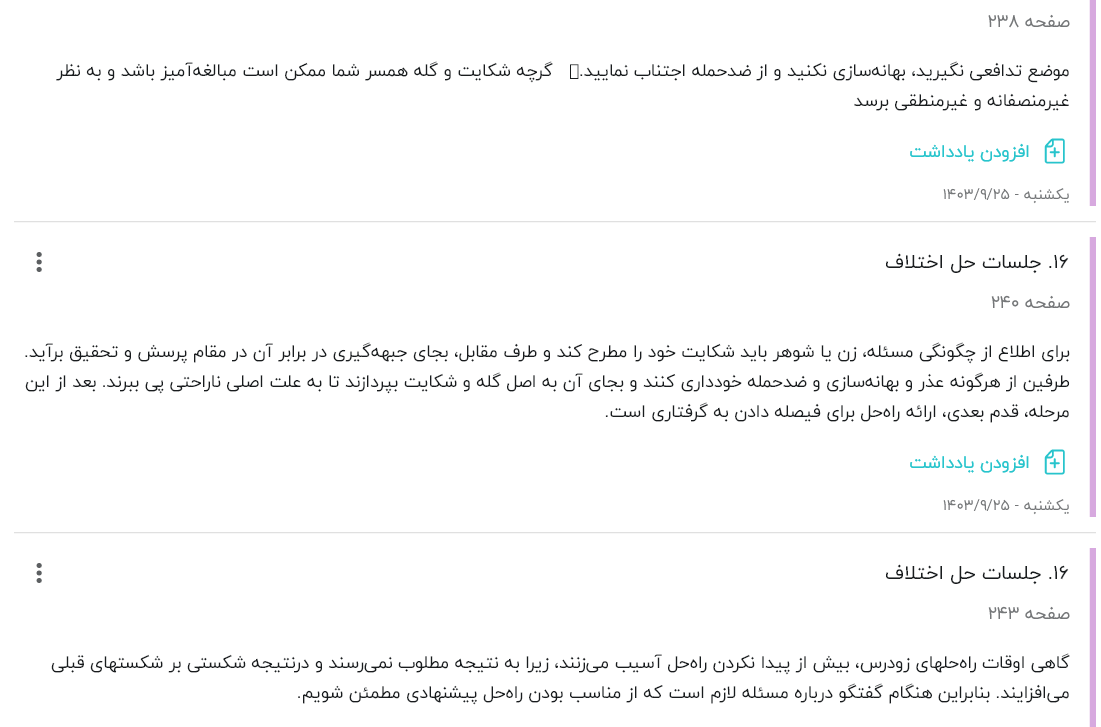 صفحه ۲۳۸
موضع تدافعی نگیرید، بهانه‌سازی نکنید و از ضدحمله اجتناب نمایید. گرچه شکایت و گله همسر شما ممکن است مبالغه‌آمیز باشد و به نظر
غیرمنصفانه و غیرمنطقی برسد
افزودن یادداشت
یکشنبه - ۱۴۰۳/۹/۲۵
۱۶. جلسات حل اختلاف
صفحه ۲۴۰
برای اطلاع از چگونگی مسئله، زن یا شوهر باید شکایت خود را مطرح کند و طرف مقابل، بجای جبهه‌گیری در برابر آن در مقام پرسش و تحقیق برآید.
طرفین از هرگونه عذر و بهانه‌سازی و ضدحمله خودداری کنند و بجای آن به اصل گله و شکایت بپردازند تا به علت اصلی ناراحتی پی ببرند. بعد از این
مرحله، قدم بعدی، ارائه راه‌حل برای فیصله دادن به گرفتاری است.
افزودن یادداشت
یکشنبه - ۱۴۰۳/۹/۲۵
۱۶. جلسات حل اختلاف
صفحه ۲۴۳
گاهی اوقات راه‌حلهای زودرس، بیش از پیدا نکردن راه‌حل آسیب می‌زنند، زیرا به نتیجه مطلوب نمی‌رسند و درنتیجه شکستی بر شکستهای قبلی
می‌افزایند. بنابراین هنگام گفتگو درباره مسئله لازم است که از مناسب بودن راه‌حل پیشنهادی مطمئن شویم.